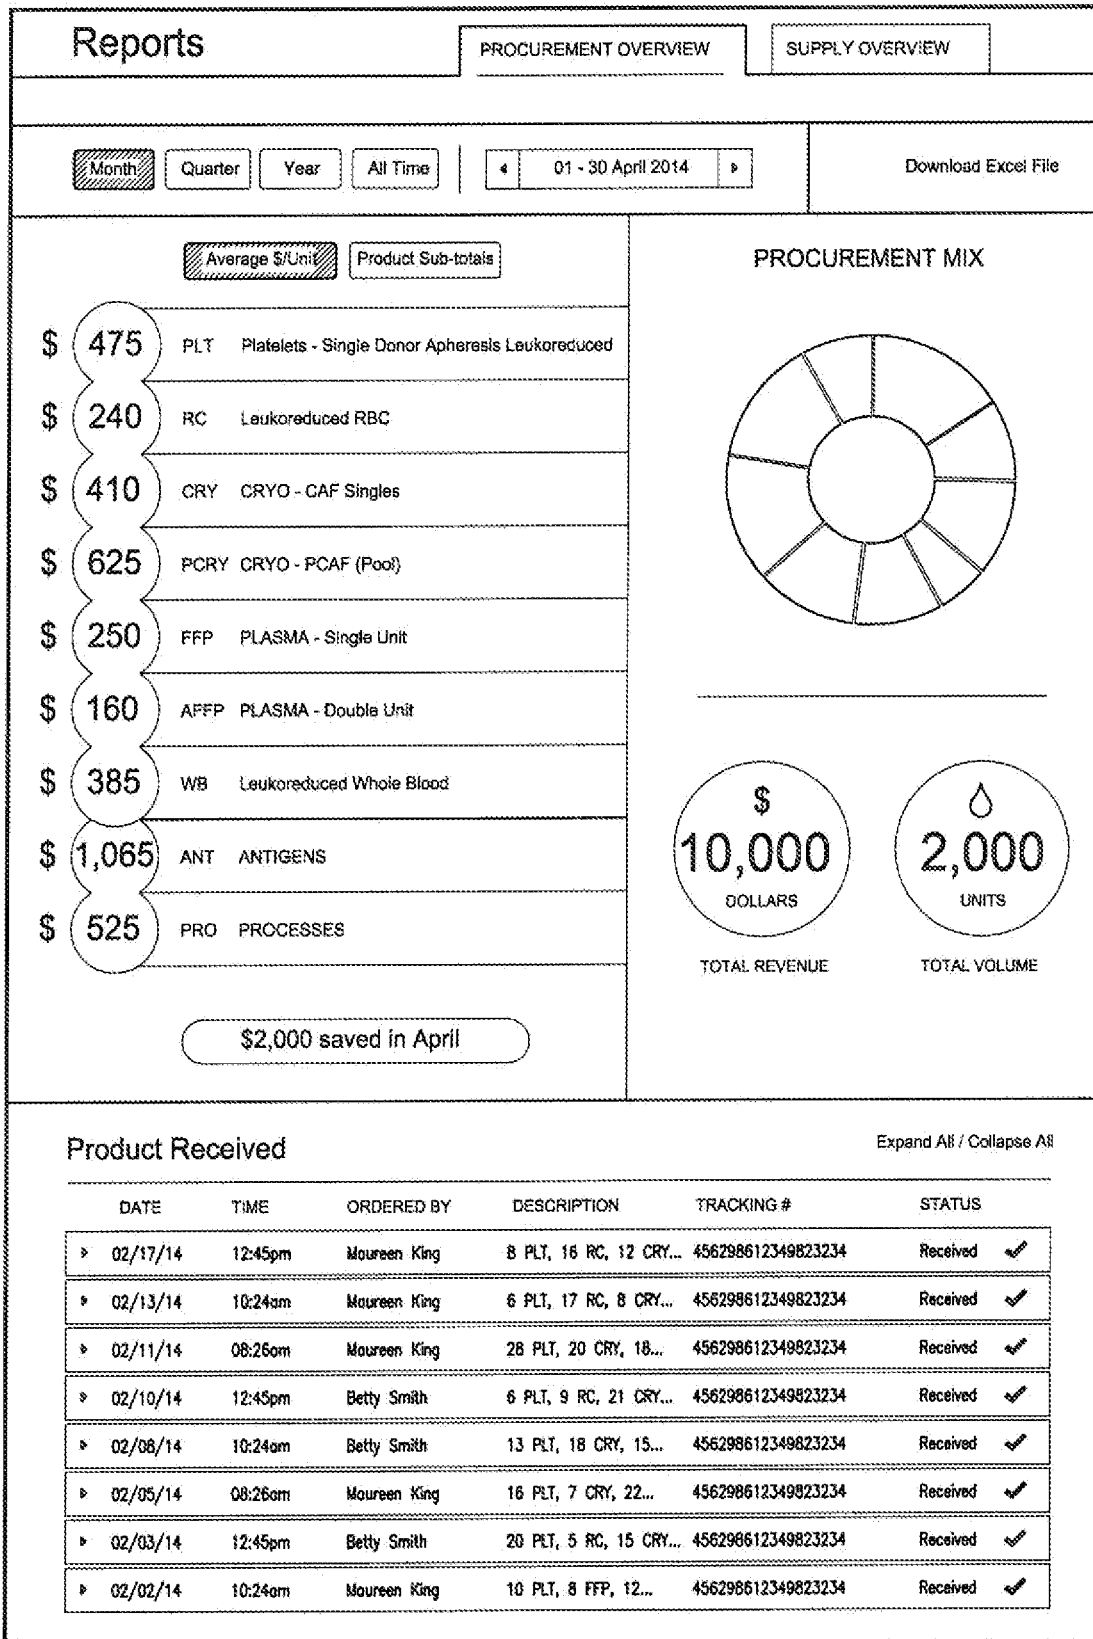 Reports
PROCUREMENT OVERVIEW
SUPPLY OVERVIEW
Month Quarter Year All Time 01 - 30 April 2014 Download Excel File
Average $/Unit Product Sub-totals
$ 475 PLT Platelets - Single Donor Apheresis Leukoreduced
$ 240 RC Leukoreduced RBC
$ 410 CRY CRYO - CAF Singles
$ 625 PCRY CRYO - PCAF (Pool)
$ 250 FFP PLASMA - Single Unit
$ 160 AFFP PLASMA - Double Unit
$ 385 WB Leukoreduced Whole Blood
$ 1,065 ANT ANTIGENS
$ 525 PRO PROCESSES
$2,000 saved in April
PROCUREMENT MIX
$
10,000
DOLLARS
TOTAL REVENUE
2,000
UNITS
TOTAL VOLUME
Product Received
Expand All / Collapse All
DATE TIME ORDERED BY DESCRIPTION TRACKING # STATUS
02/17/14 12:45pm Maureen King 8 PLT, 16 RC, 12 CRY... 456298612349823234 Received
02/13/14 10:24am Maureen King 6 PLT, 17 RC, 8 CRY... 456298612349823234 Received
02/11/14 08:26am Maureen King 28 PLT, 20 CRY, 18... 456298612349823234 Received
02/10/14 12:45pm Betty Smith 6 PLT, 9 RC, 21 CRY... 456298612349823234 Received
02/08/14 10:24am Betty Smith 13 PLT, 18 CRY, 15... 456298612349823234 Received
02/05/14 08:26am Maureen King 16 PLT, 7 CRY, 22... 456298612349823234 Received
02/03/14 12:45pm Betty Smith 20 PLT, 5 RC, 15 CRY... 456298612349823234 Received
02/02/14 10:24am Maureen King 10 PLT, 8 FFP, 12... 456298612349823234 Received